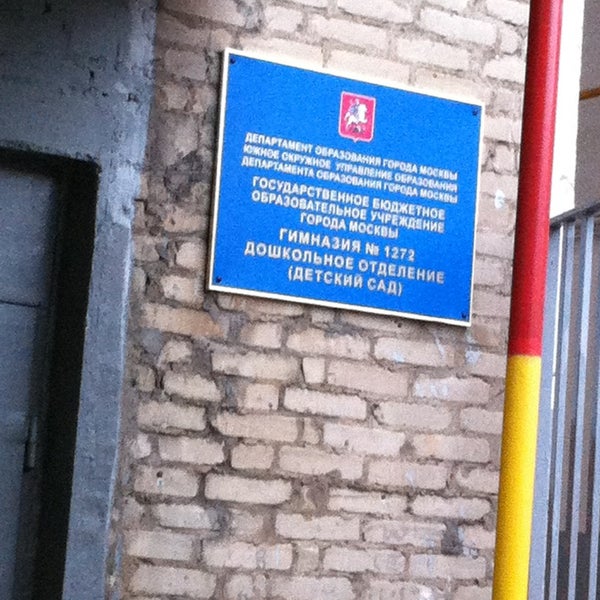 ДЕПАРТАМЕНТ ОБРАЗОВАНИЯ ГОРОДА МОСКВЫ
ЮЖНОЕ ОКРУЖНОЕ УПРАВЛЕНИЕ ОБРАЗОВАНИЯ
ДЕПАРТАМЕНТА ОБРАЗОВАНИЯ ГОРОДА МОСКВЫ
ГОСУДАРСТВЕННОЕ БЮДЖЕТНОЕ
ОБРАЗОВАТЕЛЬНОЕ УЧРЕЖДЕНИЕ
ГОРОДА МОСКВЫ
ГИМНАЗИЯ № 1272
ДОШКОЛЬНОЕ ОТДЕЛЕНИЕ
(ДЕТСКИЙ САД)